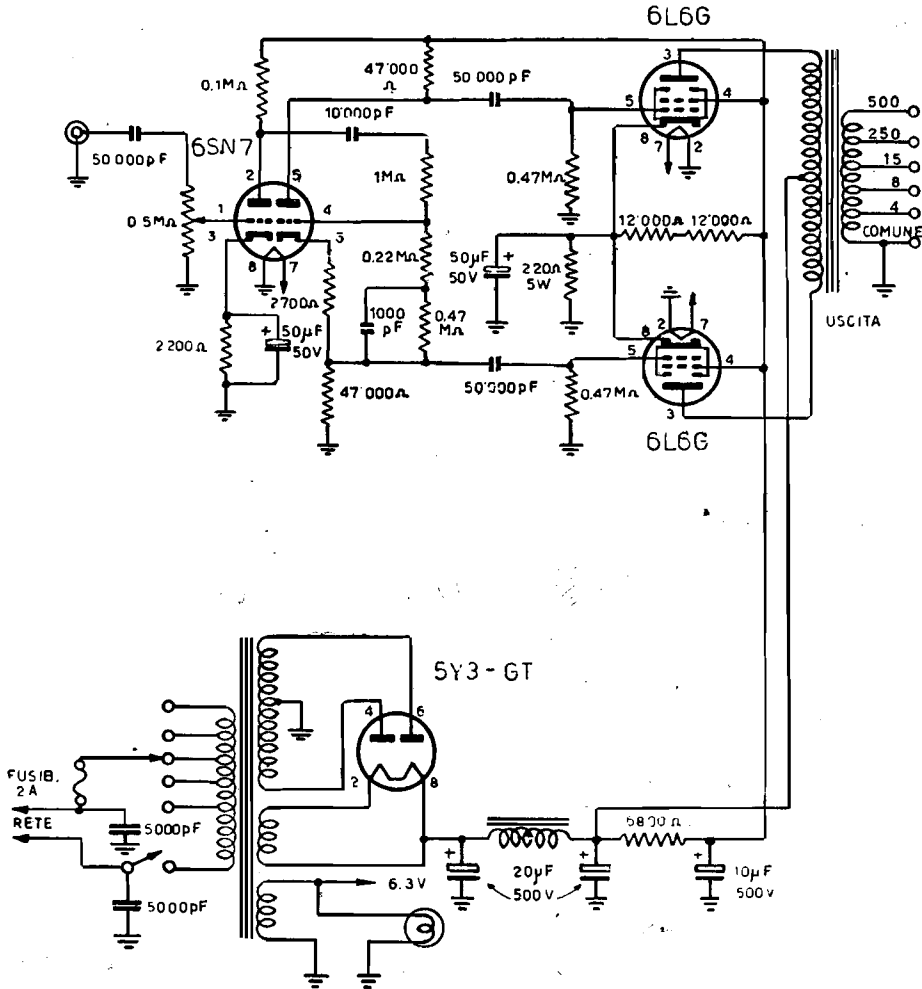 6L6G
3
47.000
Ω
50.000pF
0.1MΩ
10.000pF
5
4
8
7
2
500
250
15
8
4
COMUNE
USCITA
50.000pF
6SN7
2
5
1MΩ
0.47MΩ
0.5MΩ
1
4
3
3
8
7
12.000Ω
12.000Ω
0.22MΩ
50µF
50V
+
220Ω
5W
2700Ω
1000
pF
0.47
MΩ
2200Ω
+
50µF
50V
2
7
8
5
4
3
47.000Ω
50.000pF
0.47MΩ
6L6G
5Y3-GT
4
6
2
8
FUSIB.
2A
RETE
5000pF
5000pF
6.3V
+
20µF
500V
+
6800Ω
+
10µF
500V